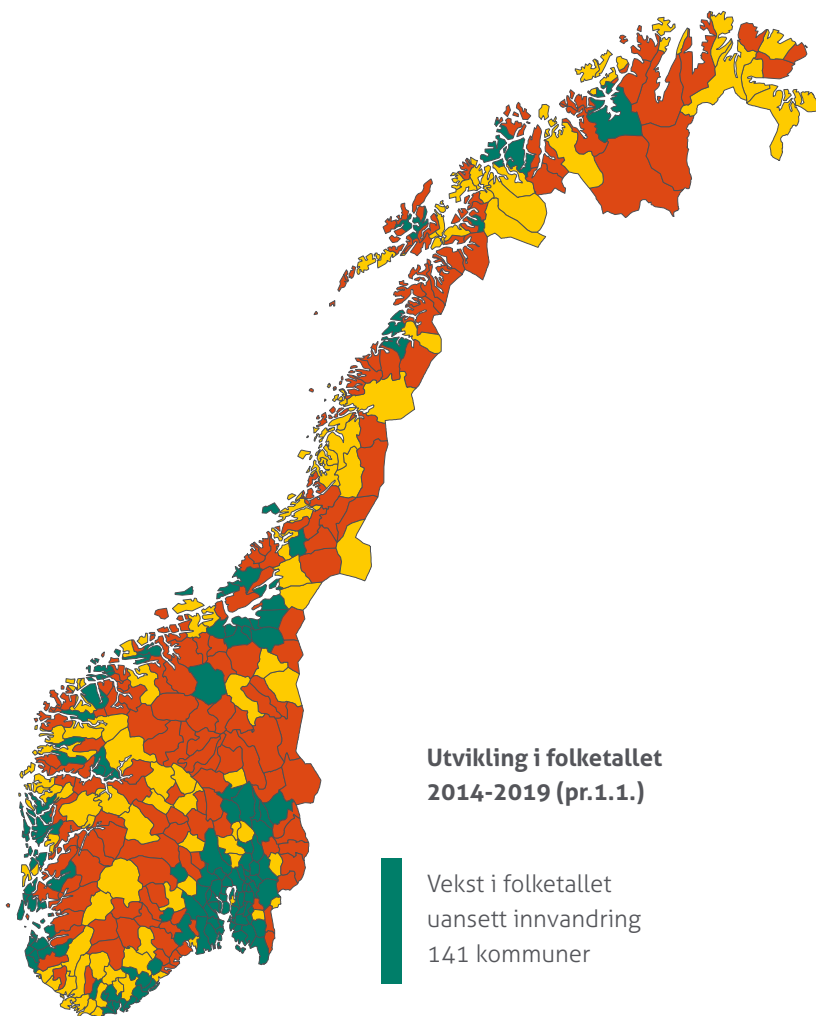 Utvikling i folketallet
2014-2019 (pr.1.1.)
Vekst i folketallet
uansett innvandring
141 kommuner